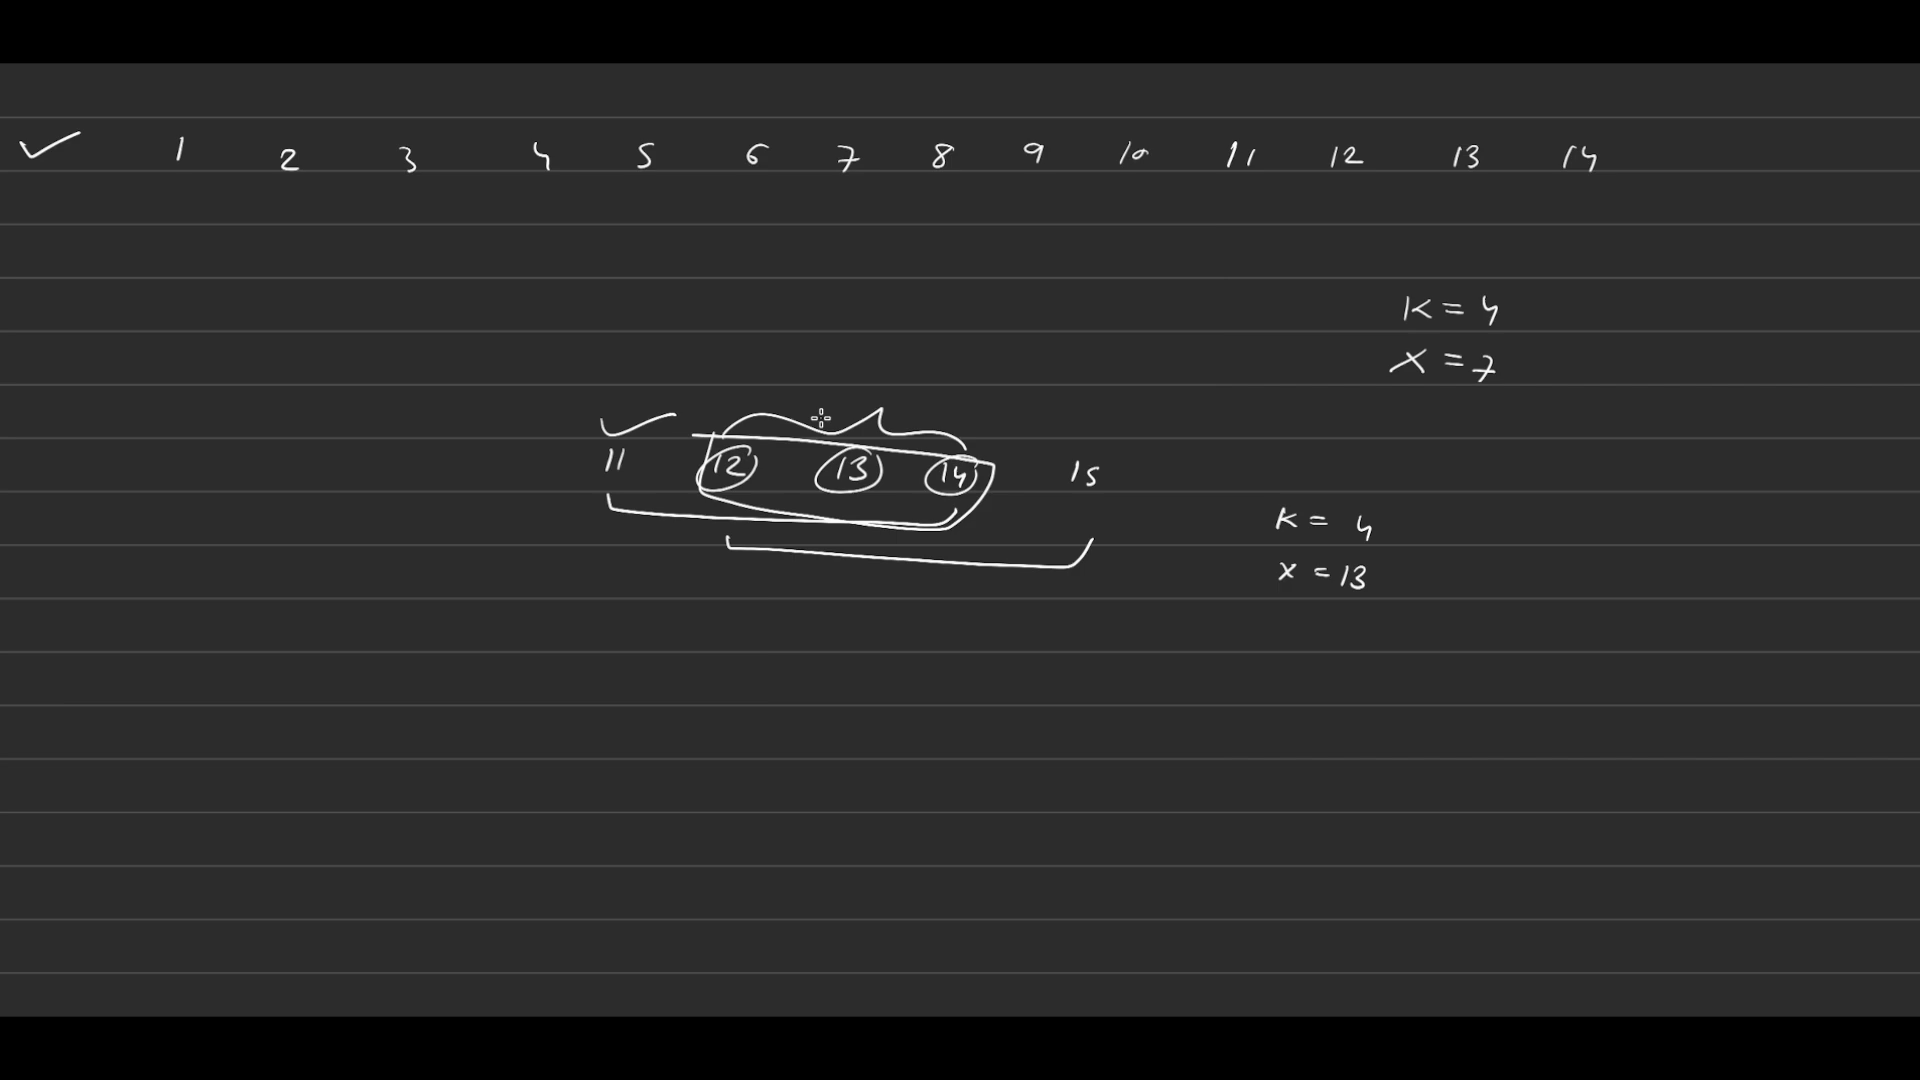 1 2 3 4 5 6 7 8 9 10 11 12 13 14
K = 4
X = 7
11 12 13 14 15
K = 4
X = 13